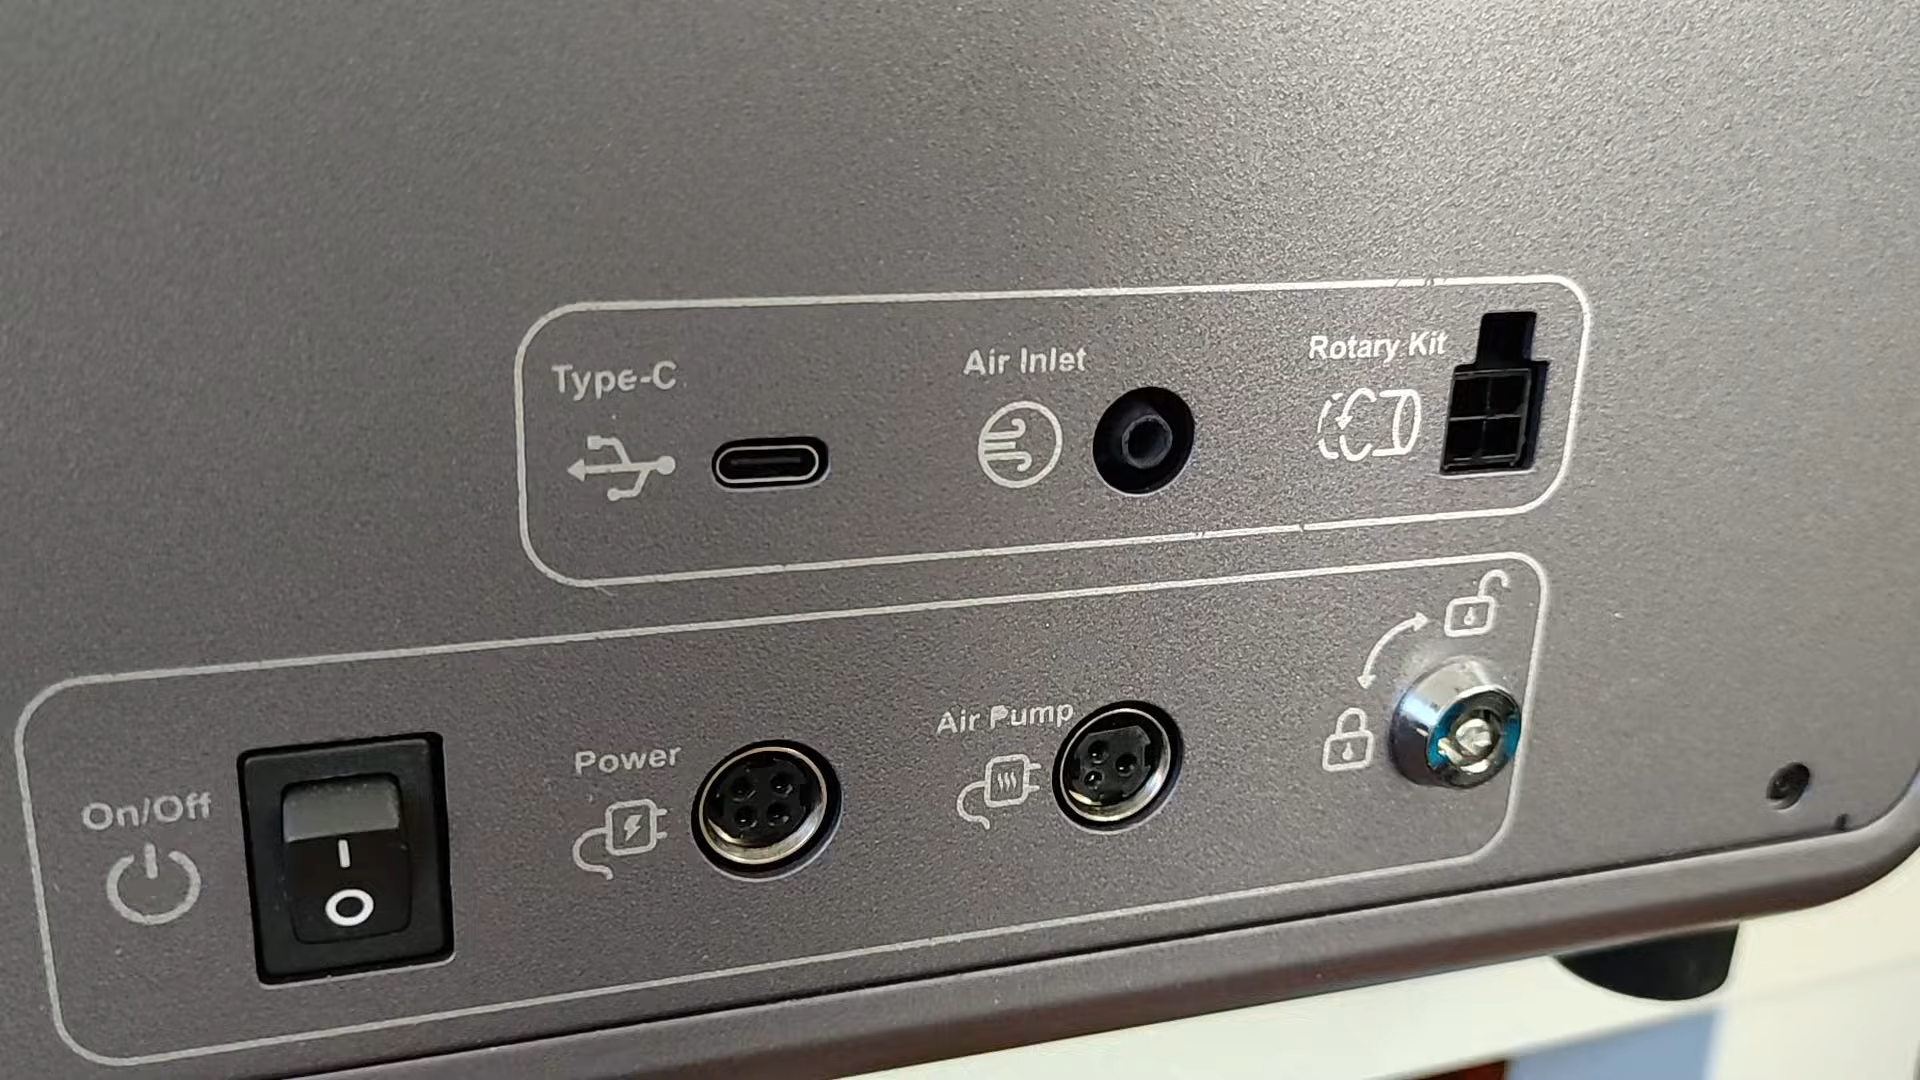 Type-C
Air Inlet
Rotary Kit
On/Off
Power
Air Pump